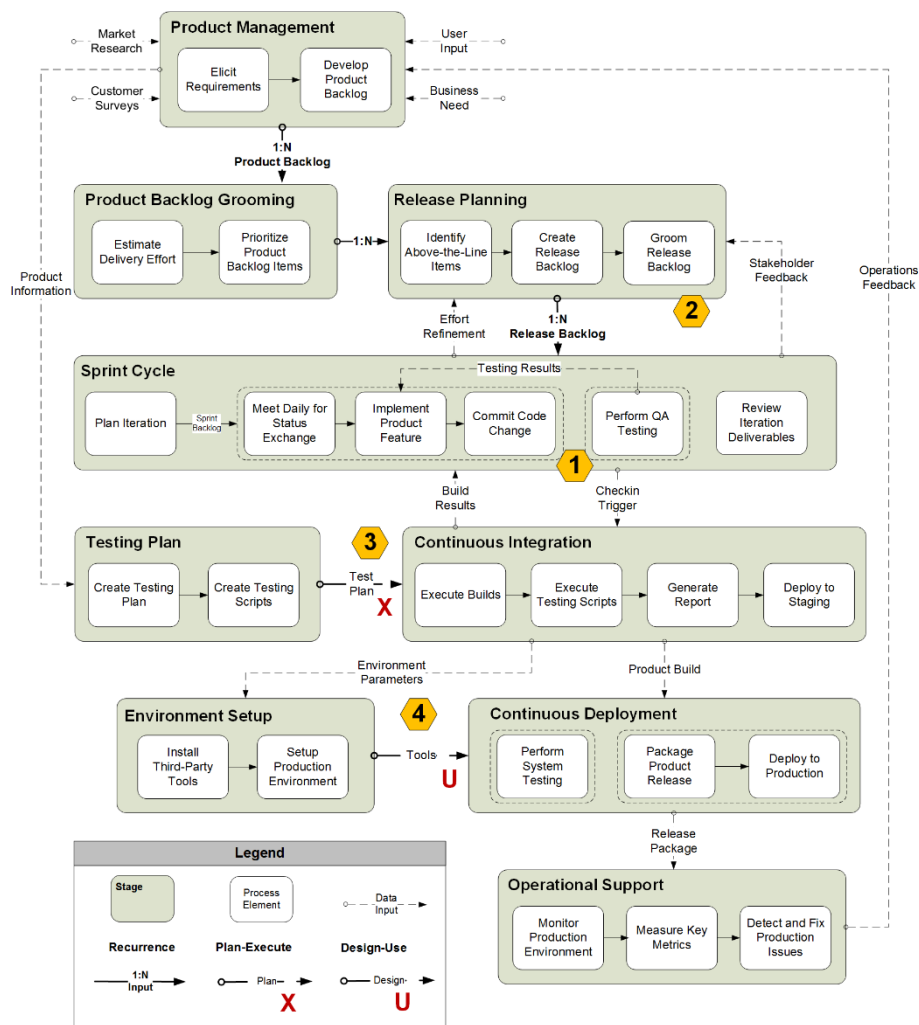 Product Management
Market
Research
User
Input
Elicit
Requirements
Develop
Product
Backlog
Customer
Surveys
Business
Need
1:N
Product Backlog
Product Backlog Grooming
Estimate
Delivery Effort
Prioritize
Product
Backlog Items
1:N
Release Planning
Identify
Above-the-Line
Items
Create
Release
Backlog
Groom
Release
Backlog
Product
Information
Stakeholder
Feedback
Operations
Feedback
2
Effort
Refinement
1:N
Release Backlog
Sprint Cycle
Testing Results
Plan Iteration
Sprint
Backlog
Meet Daily for
Status
Exchange
Implement
Product
Feature
Commit Code
Change
Perform QA
Testing
Review
Iteration
Deliverables
1
Build
Results
Checkin
Trigger
Testing Plan
Create Testing
Plan
Create Testing
Scripts
3
Test
Plan
X
Continuous Integration
Execute Builds
Execute
Testing Scripts
Generate
Report
Deploy to
Staging
Environment
Parameters
Product Build
Environment Setup
Install
Third-Party
Tools
Setup
Production
Environment
4
Tools
U
Continuous Deployment
Perform
System
Testing
Package
Product
Release
Deploy to
Production
Release
Package
Legend
Stage
Process
Element
Data
Input
Recurrence
Plan-Execute
Design-Use
1:N
Input
Plan
X
Design
U
Operational Support
Monitor
Production
Environment
Measure Key
Metrics
Detect and Fix
Production
Issues